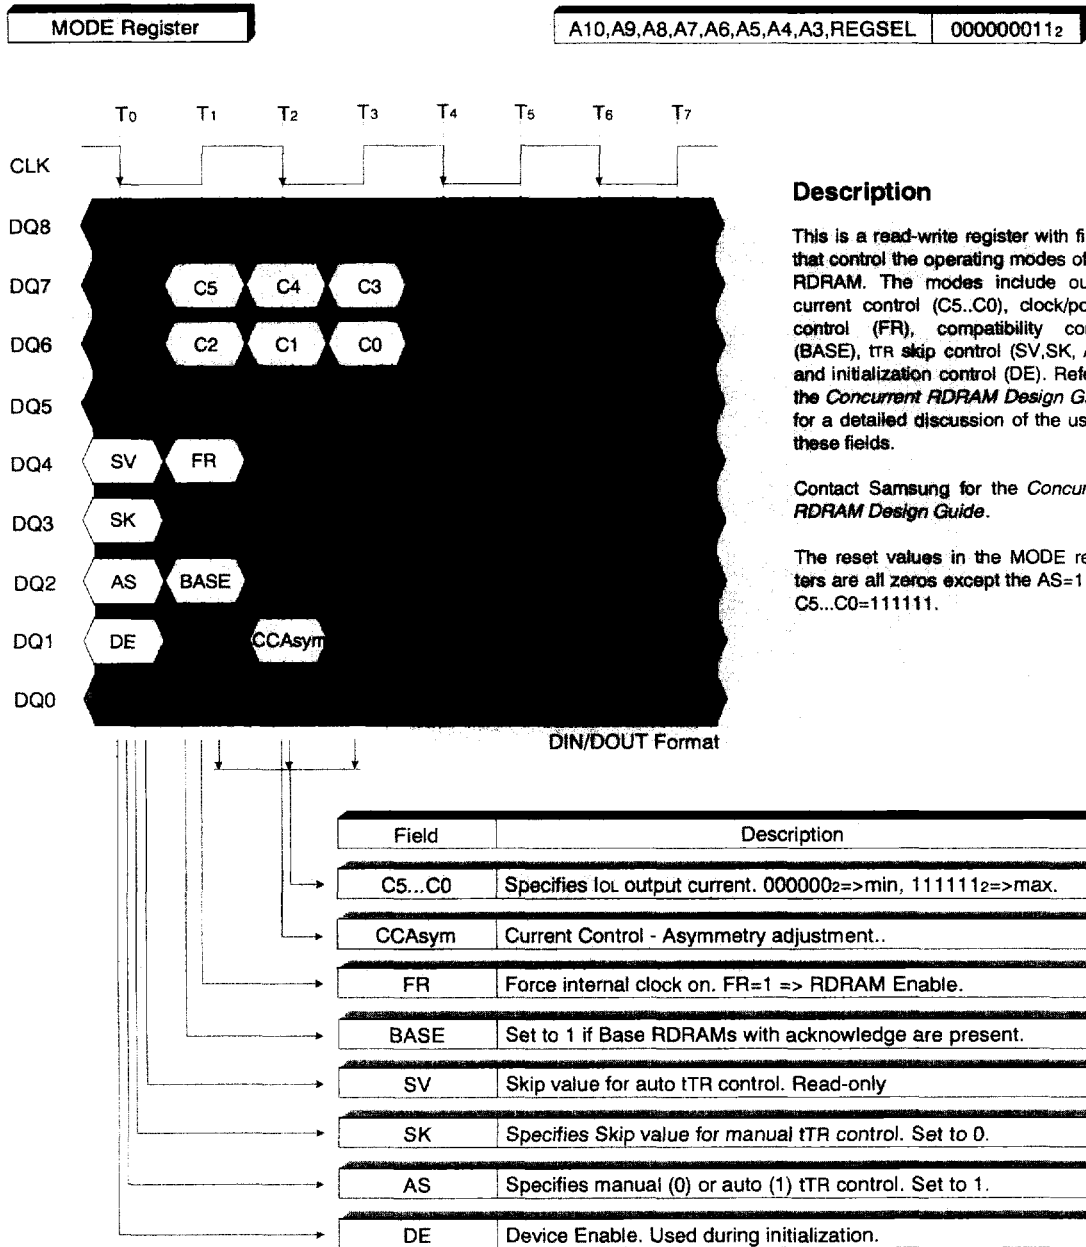 MODE Register
A10,A9,A8,A7,A6,A5,A4,A3,REGSEL 000000011₂
T0 T1 T2 T3 T4 T5 T6 T7
CLK
DQ8
DQ7 C5 C4 C3
DQ6 C2 C1 C0
DQ5
DQ4 SV FR
DQ3 SK
DQ2 AS BASE
DQ1 DE CCAsym
DQ0
DIN/DOUT Format
Description
This is a read-write register with
that control the operating modes of
RDRAM. The modes include
current control (C5..C0),
control (FR), compatibility
(BASE), tTR skip control (SV,SK,
and initialization control (DE).
the Concurrent RDRAM Design
for a detailed discussion of the
these fields.
Contact Samsung for the
RDRAM Design Guide.
The reset values in the MODE
ters are all zeros except the AS=1
C5...C0=111111.
Field Description
C5...C0 Specifies IOL output current. 000000₂=>min, 111111₂=>max.
CCAsym Current Control - Asymmetry adjustment..
FR Force internal clock on. FR=1 => RDRAM Enable.
BASE Set to 1 if Base RDRAMs with acknowledge are present.
SV Skip value for auto tTR control. Read-only
SK Specifies Skip value for manual tTR control. Set to 0.
AS Specifies manual (0) or auto (1) tTR control. Set to 1.
DE Device Enable. Used during initialization.